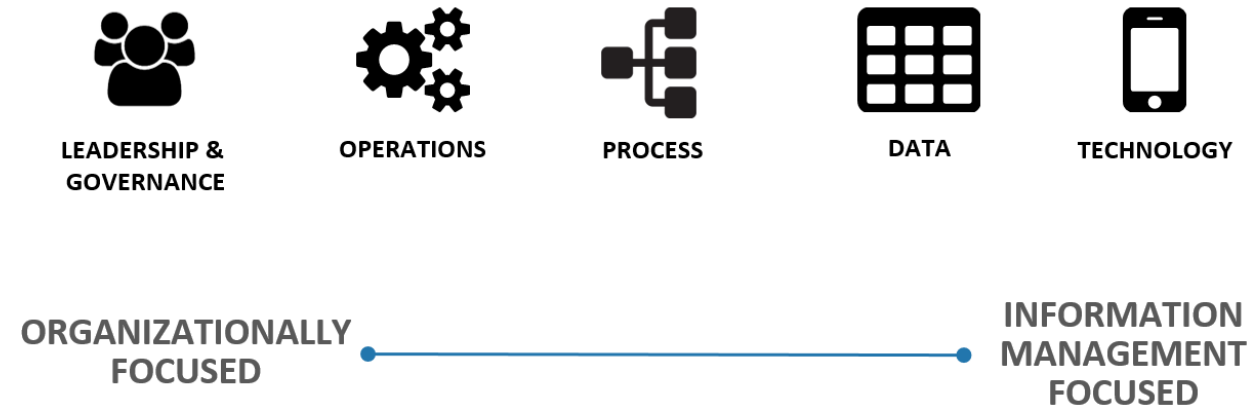 LEADERSHIP &
GOVERNANCE
OPERATIONS
PROCESS
DATA
TECHNOLOGY
ORGANIZATIONALLY
FOCUSED
INFORMATION
MANAGEMENT
FOCUSED